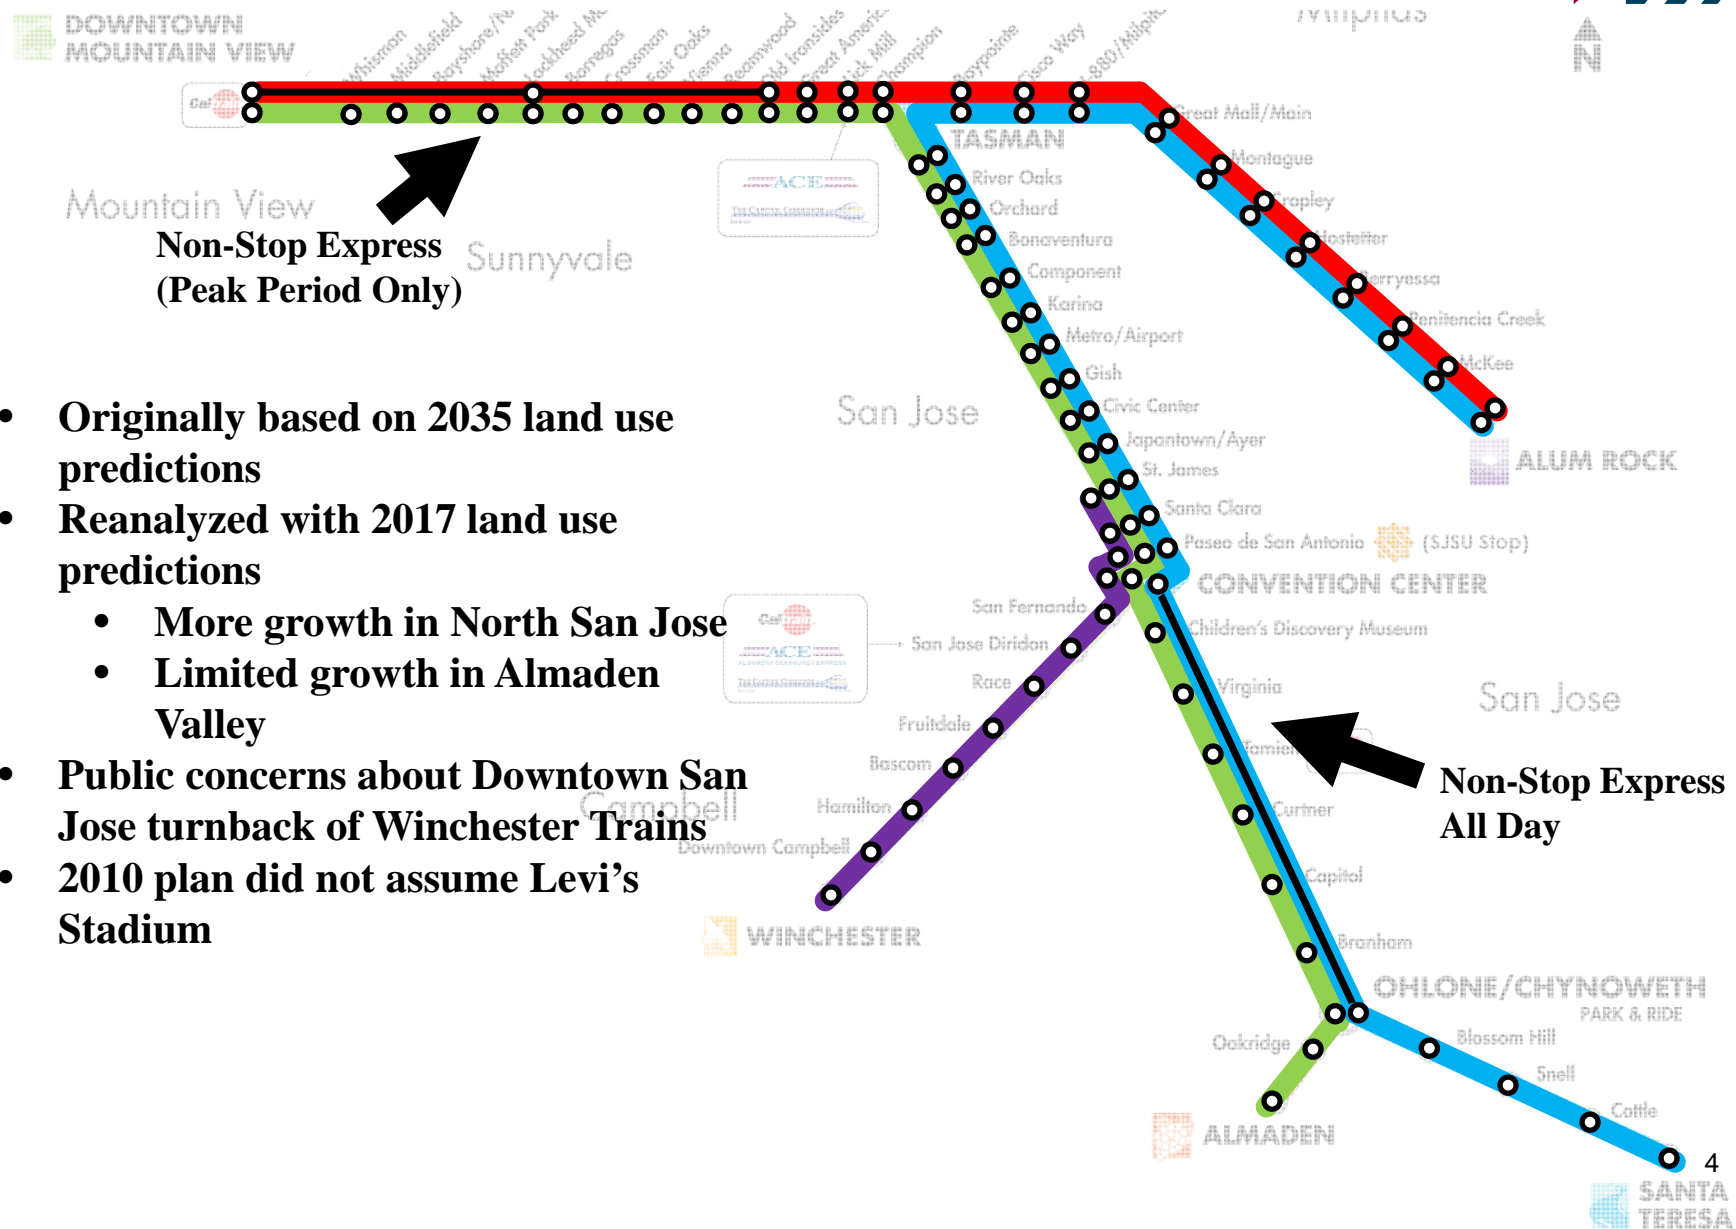 DOWNTOWN
MOUNTAIN VIEW
Whisman
Middlefield
Moffett Park
Borregas
Crossman
Fair Oaks
Vienna
Reamwood
Old Ironsides
Great America
Lick Mill
Champion
Baypointe
Cisco Way
I-880/Milpitas
Milpitas
N
Great Mall/Main
Montague
Cropley
Hostetter
Berryessa
Penitencia Creek
McKee
ALUM ROCK
TASMAN
River Oaks
Orchard
Bonaventura
Component
Karina
Metro/Airport
Gish
Civic Center
Japantown/Ayer
St. James
Santa Clara
Paseo de San Antonio (SJSU Stop)
CONVENTION CENTER
Children's Discovery Museum
Virginia
Tamien
Curtner
Capitol
Branham
OHLONE/CHYNOWETH
PARK & RIDE
Blossom Hill
Snell
Cottle
SANTA
TERESA
Oakridge
ALMADEN
San Fernando
San Jose Diridon
Race
Fruitdale
Bascom
Hamilton
Downtown Campbell
WINCHESTER
ACE
ACE
Mountain View
Sunnyvale
San Jose
San Jose
Campbell
Non-Stop Express
(Peak Period Only)
Non-Stop Express
All Day
• Originally based on 2035 land use
predictions
• Reanalyzed with 2017 land use
predictions
• More growth in North San Jose
• Limited growth in Almaden
Valley
• Public concerns about Downtown San
Jose turnback of Winchester Trains
• 2010 plan did not assume Levi’s
Stadium
4